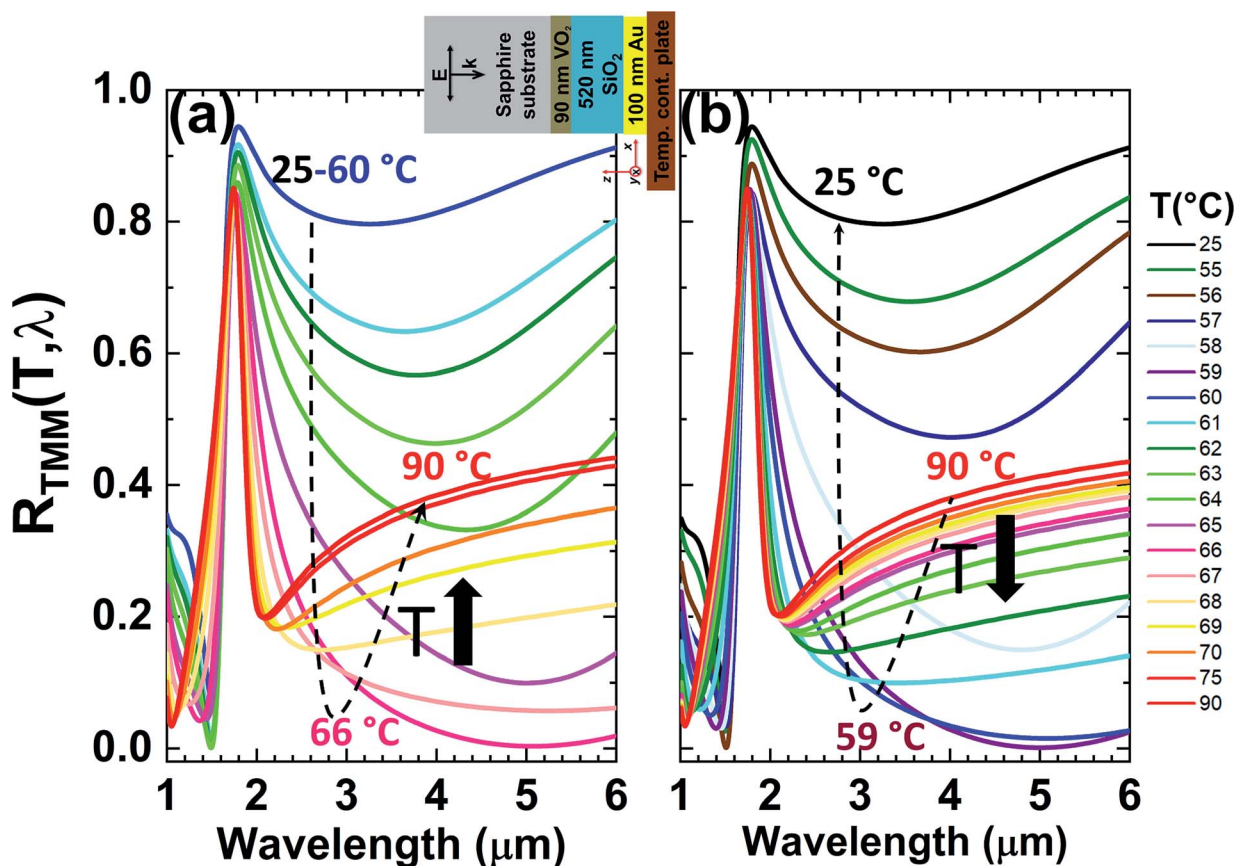 E
k
Sapphire
substrate
90 nm VO₂
520 nm
SiO₂
100 nm Au
Temp. cont. plate
x
z
y
x
(a)
25-60 °C
90 °C
T
66 °C
1.0
0.8
0.6
0.4
0.2
0.0
R_TMM(T,λ)
1 2 3 4 5 6
Wavelength (μm)
(b)
25 °C
90 °C
T
59 °C
1 2 3 4 5 6
Wavelength (μm)
T(°C)
25
55
56
57
58
59
60
61
62
63
64
65
66
67
68
69
70
75
90